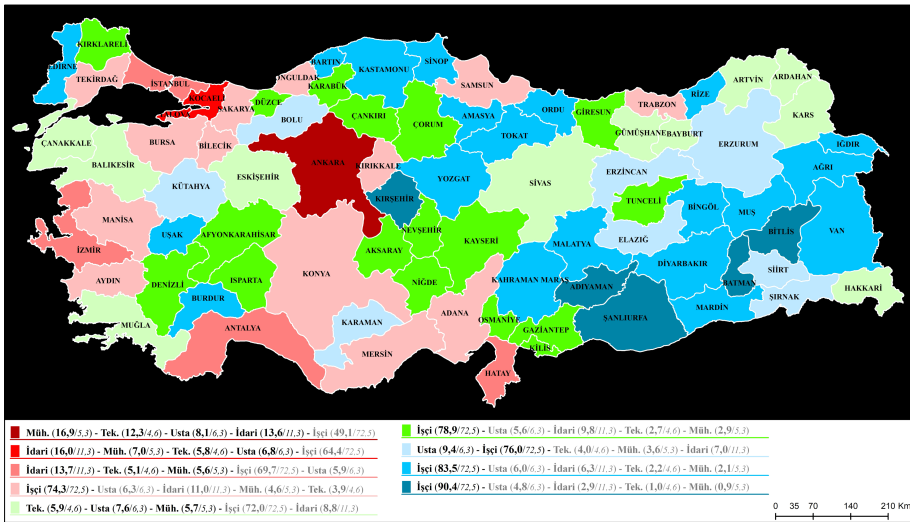 KIRKLARELİ
EDİRNE
TEKİRDAĞ
İSTANBUL
KOCAELİ
SAKARYA
DÜZCE
ZONGULDAK
BARTIN
KARABÜK
KASTAMONU
SİNOP
SAMSUN
BOLU
ÇANKIRI
ÇORUM
AMASYA
TOKAT
ORDU
GİRESUN
TRABZON
RİZE
ARTVİN
ARDAHAN
KARS
GÜMÜŞHANE
BAYBURT
ERZURUM
IĞDIR
AĞRI
ÇANAKKALE
BALIKESİR
BURSA
BİLECİK
ESKİŞEHİR
ANKARA
KIRIKKALE
KIRŞEHİR
YOZGAT
SİVAS
ERZİNCAN
TUNCELİ
BİNGÖL
MUŞ
BİTLİS
VAN
KÜTAHYA
MANİSA
UŞAK
AFYONKARAHİSAR
İZMİR
AYDIN
DENİZLİ
ISPARTA
BURDUR
MUĞLA
ANTALYA
KONYA
AKSARAY
NEVŞEHİR
KAYSERİ
NİĞDE
KARAMAN
MERSİN
ADANA
OSMANİYE
HATAY
KİLİS
GAZİANTEP
KAHRAMAN MARAŞ
MALATYA
ELAZIĞ
ADIYAMAN
ŞANLIURFA
DİYARBAKIR
MARDİN
BATMAN
SİİRT
ŞIRNAK
HAKKARİ
Müh. (16,9/5,3) - Tek. (12,3/4,6) - Usta (8,1/6,3) - İdari (13,6/11,3) - İşçi (49,1/72,5)
İdari (16,0/11,3) - Müh. (7,0/5,3) - Tek. (5,8/4,6) - Usta (6,8/6,3) - İşçi (64,4/72,5)
İdari (13,7/11,3) - Tek. (5,1/4,6) - Müh. (5,6/5,3) - İşçi (69,7/72,5) - Usta (5,9/6,3)
İşçi (74,3/72,5) - Usta (6,3/6,3) - İdari (11,0/11,3) - Müh. (4,6/5,3) - Tek. (3,9/4,6)
Tek. (5,9/4,6) - Usta (7,6/6,3) - Müh. (5,7/5,3) - İşçi (72,0/72,5) - İdari (8,8/11,3)
İşçi (78,9/72,5) - Usta (5,6/6,3) - İdari (9,8/11,3) - Tek. (2,7/4,6) - Müh. (2,9/5,3)
Usta (9,4/6,3) - İşçi (76,0/72,5) - Tek. (4,0/4,6) - Müh. (3,6/5,3) - İdari (7,0/11,3)
İşçi (83,5/72,5) - Usta (6,0/6,3) - İdari (6,3/11,3) - Tek. (2,2/4,6) - Müh. (2,1/5,3)
İşçi (90,4/72,5) - Usta (4,8/6,3) - İdari (2,9/11,3) - Tek. (1,0/4,6) - Müh. (0,9/5,3)
0 35 70 140 210 Km